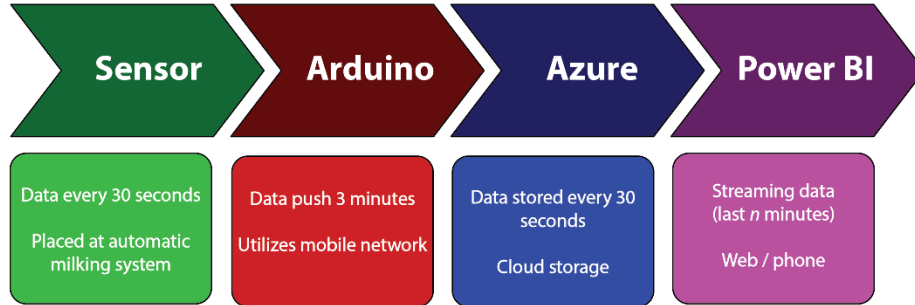 Sensor
Arduino
Azure
Power BI
Data every 30 seconds
Placed at automatic
milking system
Data push 3 minutes
Utilizes mobile network
Data stored every 30
seconds
Cloud storage
Streaming data
(last n minutes)
Web / phone